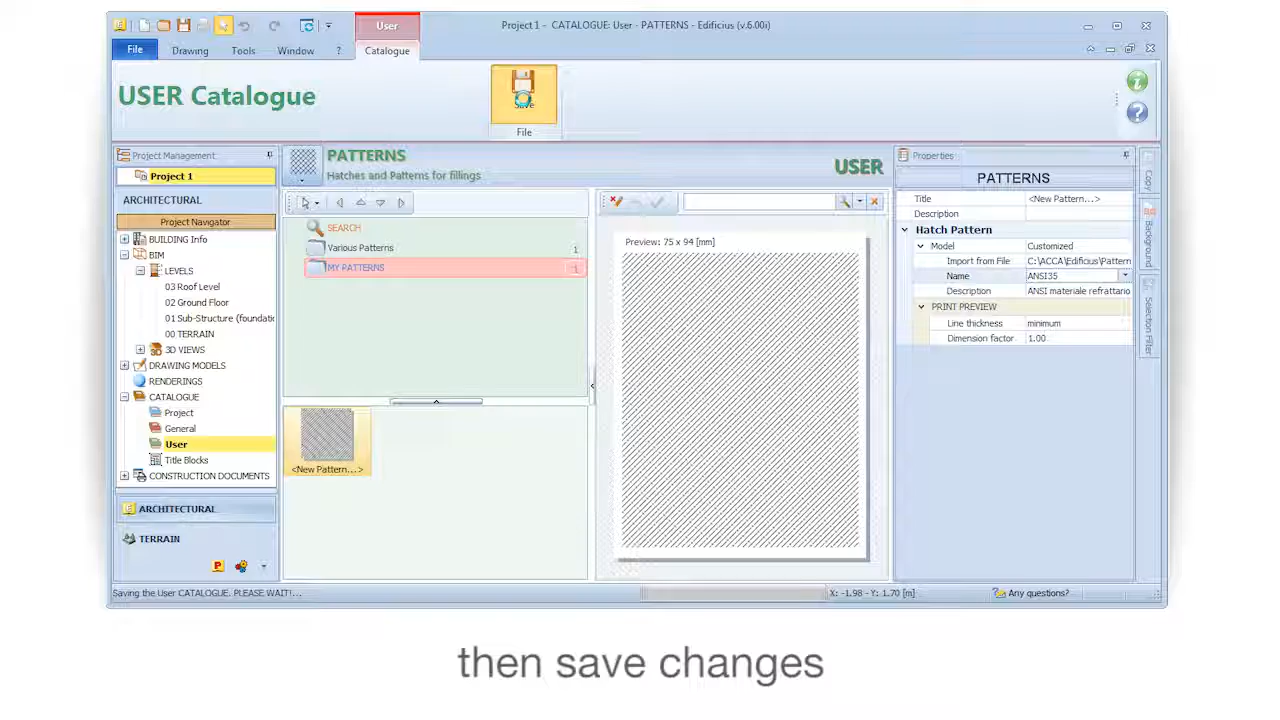 User
Project 1 - CATALOGUE: User - PATTERNS - Edificius (v.6.00i)
File
Drawing
Tools
Window
?
Catalogue
USER Catalogue
Save
File
Project Management
Project 1
ARCHITECTURAL
Project Navigator
BUILDING Info
BIM
LEVELS
03 Roof Level
02 Ground Floor
01 Sub-Structure (foundati
00 TERRAIN
3D VIEWS
DRAWING MODELS
RENDERINGS
CATALOGUE
Project
General
User
Title Blocks
CONSTRUCTION DOCUMENTS
ARCHITECTURAL
TERRAIN
PATTERNS
Hatches and Patterns for fillings
USER
SEARCH
Various Patterns 1
MY PATTERNS 1
<New Pattern...>
Preview: 75 x 94 [mm]
Properties
PATTERNS
Title <New Pattern...>
Description
Hatch Pattern
Model Customized
Import from File C:\ACCA\Edificius\Pattern
Name ANSI35
Description ANSI materiale refrattario
PRINT PREVIEW
Line thickness minimum
Dimension factor 1.00
Copy
Background
Selection Filter
Saving the User CATALOGUE. PLEASE WAIT!...
X: -1.98 - Y: 1.70 [m]
Any questions?
then save changes